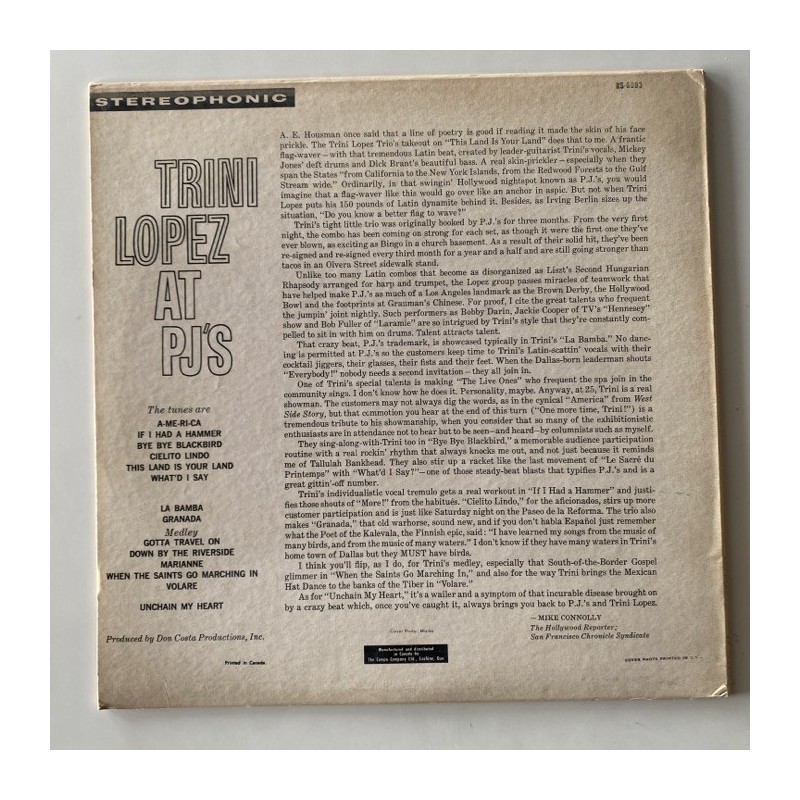 STEREOPHONIC
RS-6093
TRINI
LOPEZ
AT
PJ'S
The tunes are
A-ME-RI-CA
IF I HAD A HAMMER
BYE BYE BLACKBIRD
CIELITO LINDO
THIS LAND IS YOUR LAND
WHAT'D I SAY
LA BAMBA
GRANADA
Medley
GOTTA TRAVEL ON
DOWN BY THE RIVERSIDE
MARIANNE
WHEN THE SAINTS GO MARCHING IN
VOLARE
UNCHAIN MY HEART
Produced by Don Costa Productions, Inc.
Printed in Canada
A. E. Housman once said that a line of poetry is good if reading it made the skin of his face
prickle. The Trini Lopez Trio's takeout on "This Land Is Your Land" does that to me. A frantic
flag-waver – with that tremendous Latin beat, created by leader-guitarist Trini's vocals, Mickey
Jones' deft drums and Dick Brant's beautiful bass. A real skin-prickler – especially when they
span the States "from California to the New York Islands, from the Redwood Forests to the Gulf
Stream wide." Ordinarily, in that swingin' Hollywood nightspot known as P.J.'s, you would
imagine that a flag-waver like this would go over like an anchor in aspic. But not when Trini
Lopez puts his 150 pounds of Latin dynamite behind it. Besides, as Irving Berlin sizes up the
situation, "Do you know a better flag to wave?"
Trini's tight little trio was originally booked by P.J.'s for three months. From the very first
night, the combo has been coming on strong for each set, as though it were the first one they've
ever blown, as exciting as Bingo in a church basement. As a result of their solid hit, they've been
re-signed and re-signed every third month for a year and a half and are still going stronger than
tacos in an Olvera Street sidewalk stand.
Unlike too many Latin combos that become as disorganized as Liszt's Second Hungarian
Rhapsody arranged for harp and trumpet, the Lopez group passes miracles of teamwork that
have helped make P.J.'s as much of a Los Angeles landmark as the Brown Derby, the Hollywood
Bowl and the footprints at Grauman's Chinese. For proof, I cite the great talents who frequent
the jumpin' joint nightly. Such performers as Bobby Darin, Jackie Cooper of TV's "Hennesey"
show and Bob Fuller of "Laramie" are so intrigued by Trini's style that they're constantly com-
pelled to sit in with him on drums. Talent attracts talent.
That crazy beat, P.J.'s trademark, is showcased typically in Trini's "La Bamba." No danc-
ing is permitted at P.J.'s so the customers keep time to Trini's Latin-scattin' vocals with their
cocktail jiggers, their glasses, their fists and their feet. When the Dallas-born leaderman shouts
"Everybody!" nobody needs a second invitation – they all join in.
One of Trini's special talents is making "The Live Ones" who frequent the spa join in the
community sings. I don't know how he does it. Personality, maybe. Anyway, at 25, Trini is a real
showman. The customers may not always dig the words, as in the cynical "America" from West
Side Story, but that commotion you hear at the end of this turn ("One more time, Trini!") is a
tremendous tribute to his showmanship, when you consider that so many of the exhibitionistic
enthusiasts are in attendance not to hear but to be seen–and heard–by columnists such as myself.
They sing-along-with-Trini too in "Bye Bye Blackbird," a memorable audience participation
routine with a real rockin' rhythm that always knocks me out, and not just because it reminds
me of Tallulah Bankhead. They also stir up a racket like the last movement of "Le Sacré du
Printemps" with "What'd I Say?"–one of those steady-beat blasts that typifies P.J.'s and is a
great gittin'-off number.
Trini's individualistic vocal tremulo gets a real workout in "If I Had a Hammer" and justi-
fies those shouts of "More!" from the habitués. "Cielito Lindo," for the aficionados, stirs up more
customer participation and is just like Saturday night on the Paseo de la Reforma. The trio also
makes "Granada," that old warhorse, sound new, and if you don't habla Español just remember
what the Poet of the Kalevala, the Finnish epic, said: "I have learned my songs from the music of
many birds, and from the music of many waters." I don't know if they have many waters in Trini's
home town of Dallas but they MUST have birds.
I think you'll flip, as I do, for Trini's medley, especially that South-of-the-Border Gospel
glimmer in "When the Saints Go Marching In," and also for the way Trini brings the Mexican
Hat Dance to the banks of the Tiber in "Volare."
As for "Unchain My Heart," it's a wailer and a symptom of that incurable disease brought on
by a crazy beat which, once you've caught it, always brings you back to P.J.'s and Trini Lopez.
– MIKE CONNOLLY
The Hollywood Reporter;
San Francisco Chronicle Syndicate
Cover Photo:
Manufactured and distributed
in Canada by
The Compo Company Ltd., Lachine, Que
COVER PHOTO PRINTED IN U.S.